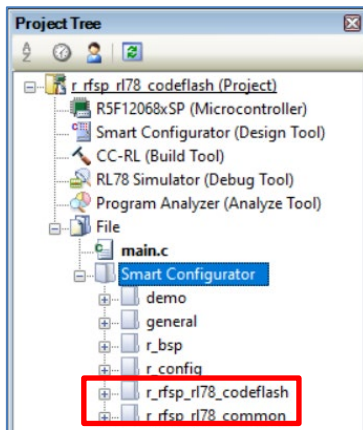 Project Tree
r_rfsp_rl78_codeflash (Project)
R5F12068xSP (Microcontroller)
Smart Configurator (Design Tool)
CC-RL (Build Tool)
RL78 Simulator (Debug Tool)
Program Analyzer (Analyze Tool)
File
main.c
Smart Configurator
demo
general
r_bsp
r_config
r_rfsp_rl78_codeflash
r_rfsp_rl78_common